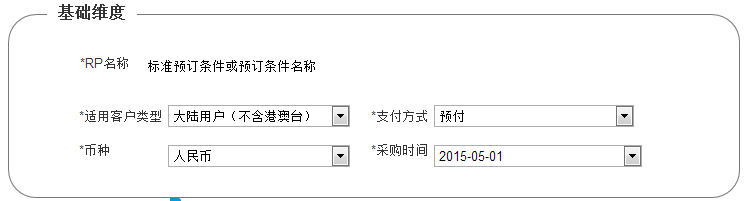 基础维度
*RP名称 标准预订条件或预订条件名称
*适用客户类型 大陆用户（不含港澳台） *支付方式 预付
*币种 人民币 *采购时间 2015-05-01